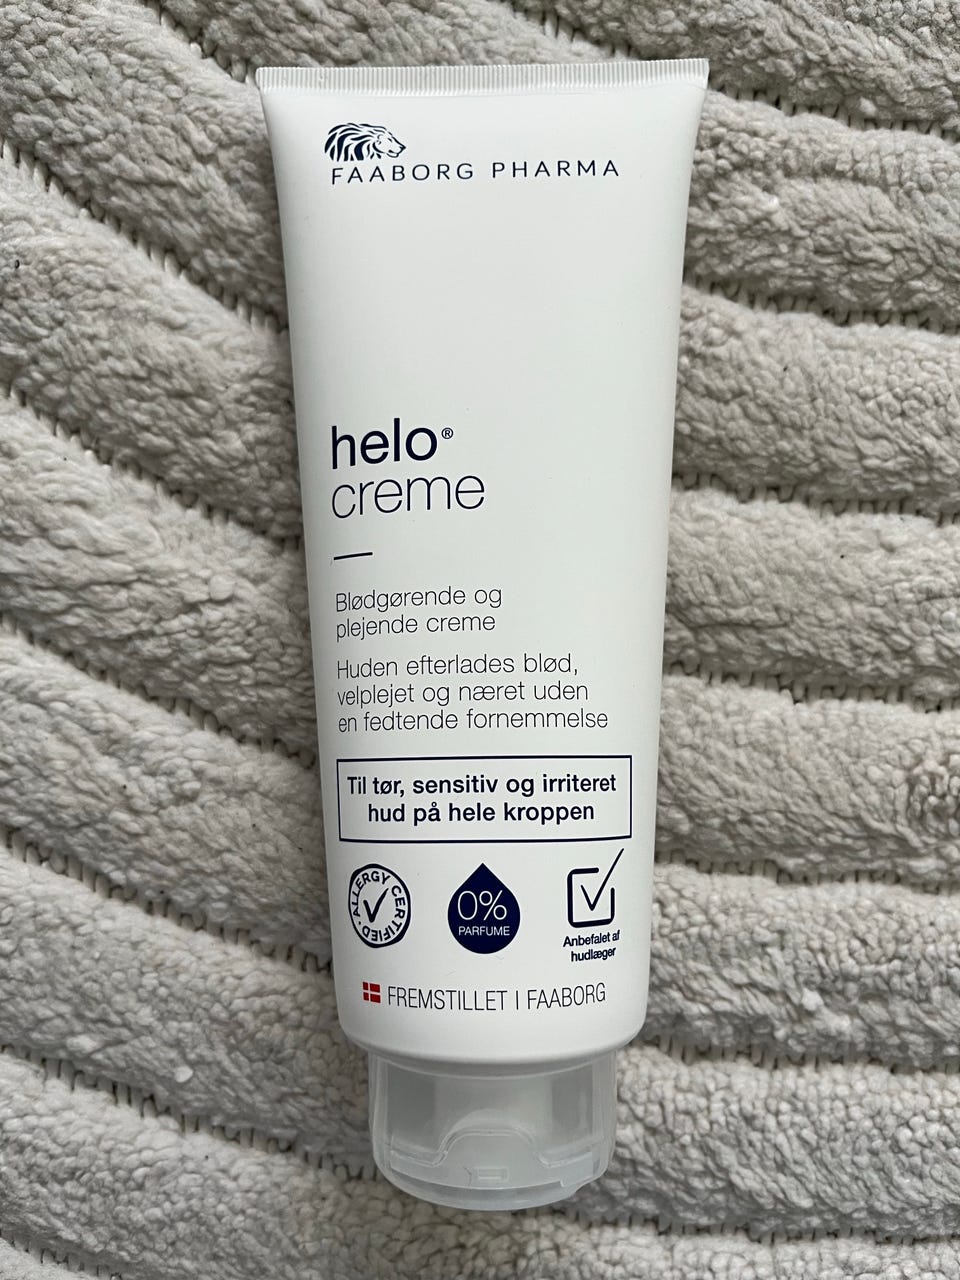 FAABORG PHARMA
helo®
creme
Blødgørende og
plejende creme
Huden efterlades blød,
velplejet og næret uden
en fedtende fornemmelse
Til tør, sensitiv og irriteret
hud på hele kroppen
ALLERGY CERTIFIED
0%
PARFUME
Anbefalet af
hudlæger
FREMSTILLET I FAABORG